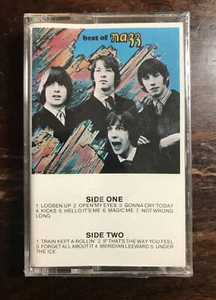 best of nazz
SIDE ONE
1. LOOSEN UP 2. OPEN MY EYES 3. GONNA CRY TODAY
4. KICKS 5. HELLO IT'S ME 6. MAGIC ME 7. NOT WRONG
LONG
SIDE TWO
1. TRAIN KEPT A-ROLLIN' 2. IF THAT'S THE WAY YOU FEEL
3. FORGET ALL ABOUT IT 4. MERIDIAN LEEWARD 5. UNDER
THE ICE